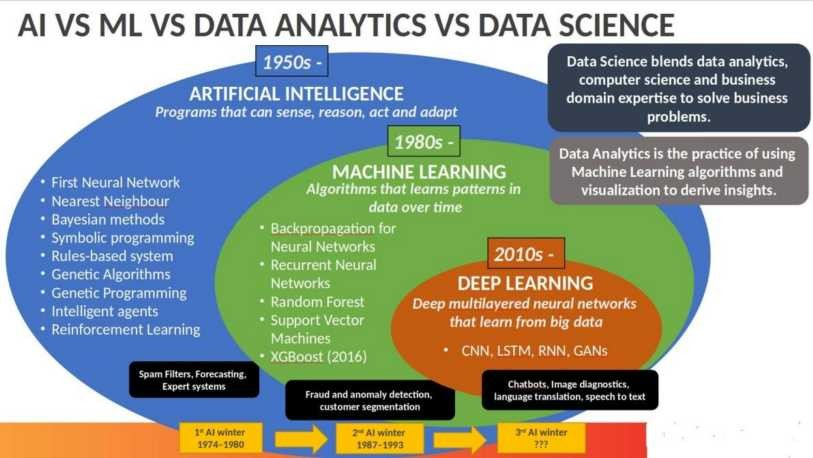 AI VS ML VS DATA ANALYTICS VS DATA SCIENCE
1950s -
ARTIFICIAL INTELLIGENCE
Programs that can sense, reason, act and adapt
• First Neural Network
• Nearest Neighbour
• Bayesian methods
• Symbolic programming
• Rules-based system
• Genetic Algorithms
• Genetic Programming
• Intelligent agents
• Reinforcement Learning
Spam Filters, Forecasting,
Expert systems
1980s -
MACHINE LEARNING
Algorithms that learns patterns in
data over time
• Backpropagation for
Neural Networks
• Recurrent Neural
Networks
• Random Forest
• Support Vector
Machines
• XGBoost (2016)
Fraud and anomaly detection,
customer segmentation
2010s -
DEEP LEARNING
Deep multilayered neural networks
that learn from big data
• CNN, LSTM, RNN, GANs
Chatbots, Image diagnostics,
language translation, speech to text
Data Science blends data analytics,
computer science and business
domain expertise to solve business
problems.
Data Analytics is the practice of using
Machine Learning algorithms and
visualization to derive insights.
1st AI winter
1974–1980
2nd AI winter
1987–1993
3rd AI winter
???